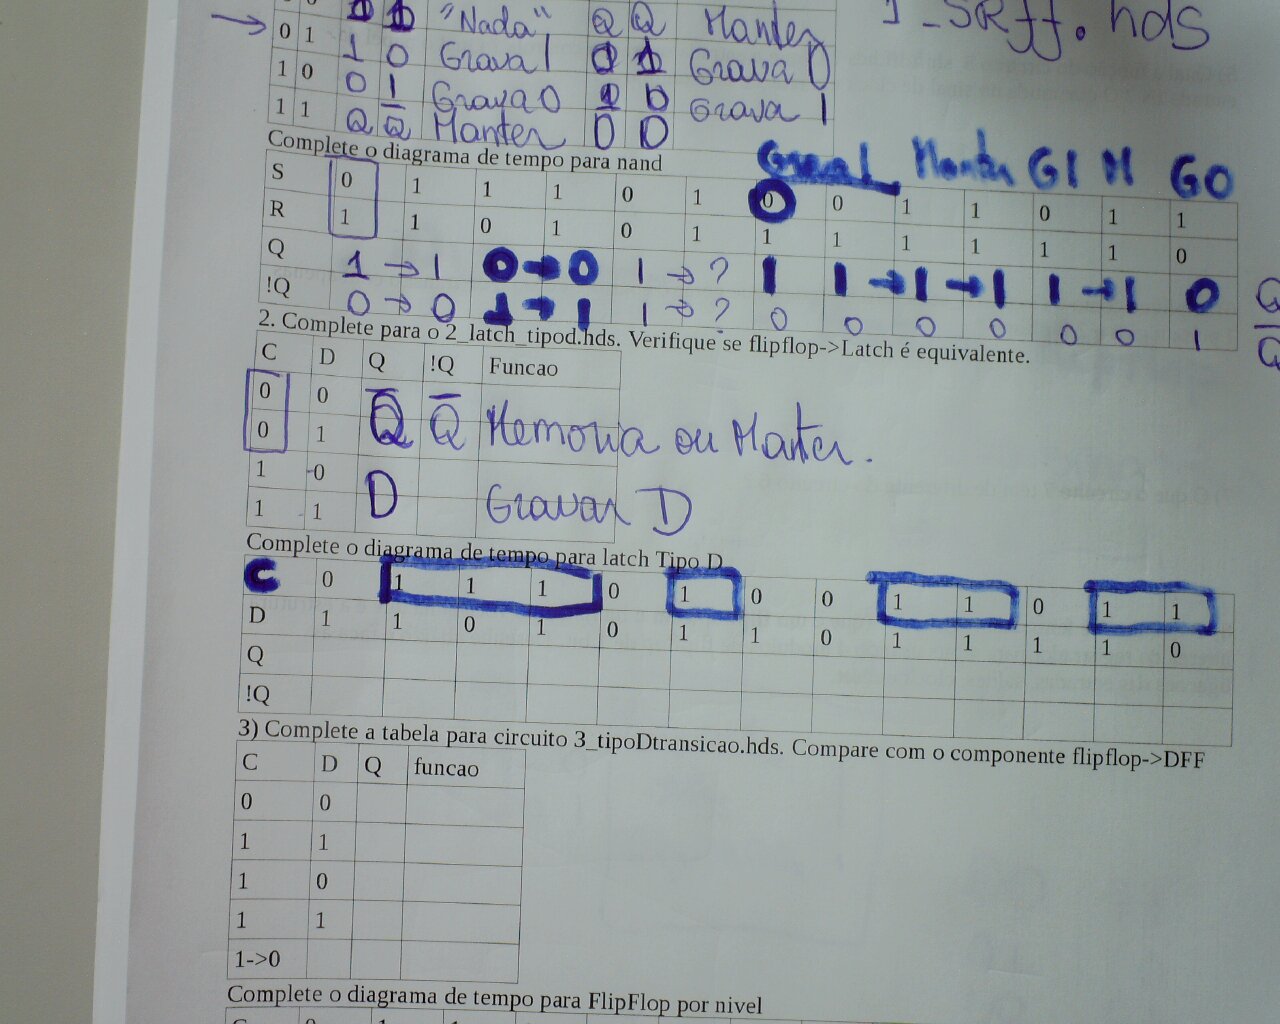 "Nada" Q Q Manter 1_SRff.hds
0 1 1 0 Grava 1 0 1 Grava 0
1 0 0 1 Grava 0 1 0 Grava 1
1 1 Q Q̅ Manter 0 0
Complete o diagrama de tempo para nand
Grava 1 Manter G1 M G0
S 0 1 1 1 0 1 0 0 1 1 0 1 1
R 1 1 0 1 0 1 1 1 1 1 1 1 0
Q 1 → 1 0 → 0 1 → ? 1 1 → 1 → 1 1 → 1 0
!Q 0 → 0 1 → 1 1 → ? 0 0 0 0 0 0 1
2. Complete para o 2_latch_tipod.hds. Verifique se flipflop->Latch é equivalente.
C D Q !Q Funcao
0 0
0 1 Q Q̅ Memoria ou Manter.
1 0
1 1 D Gravar D
Complete o diagrama de tempo para latch Tipo D
C 0 1 1 1 0 1 0 0 1 1 0 1 1
D 1 1 0 1 0 1 1 0 1 1 1 1 0
Q
!Q
3) Complete a tabela para circuito 3_tipoDtransicao.hds. Compare com o componente flipflop->DFF
C D Q funcao
0 0
1 1
1 0
1 1
1->0
Complete o diagrama de tempo para FlipFlop por nivel